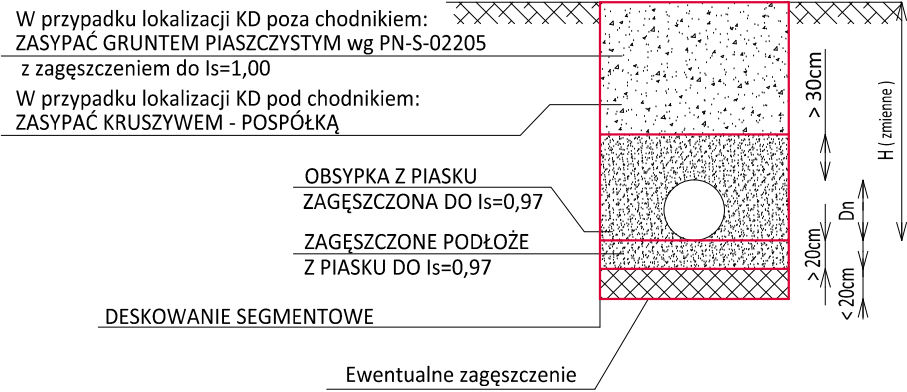 W przypadku lokalizacji KD poza chodnikiem:
ZASYPAĆ GRUNTEM PIASZCZYSTYM wg PN-S-02205
z zagęszczeniem do Is=1,00
W przypadku lokalizacji KD pod chodnikiem:
ZASYPAĆ KRUSZYWEM - POSPÓŁKĄ
OBSYPKA Z PIASKU
ZAGĘSZCZONA DO Is=0,97
ZAGĘSZCZONE PODŁOŻE
Z PIASKU DO Is=0,97
DESKOWANIE SEGMENTOWE
Ewentualne zagęszczenie
> 30cm
Dn
> 20cm
< 20cm
H ( zmienne )